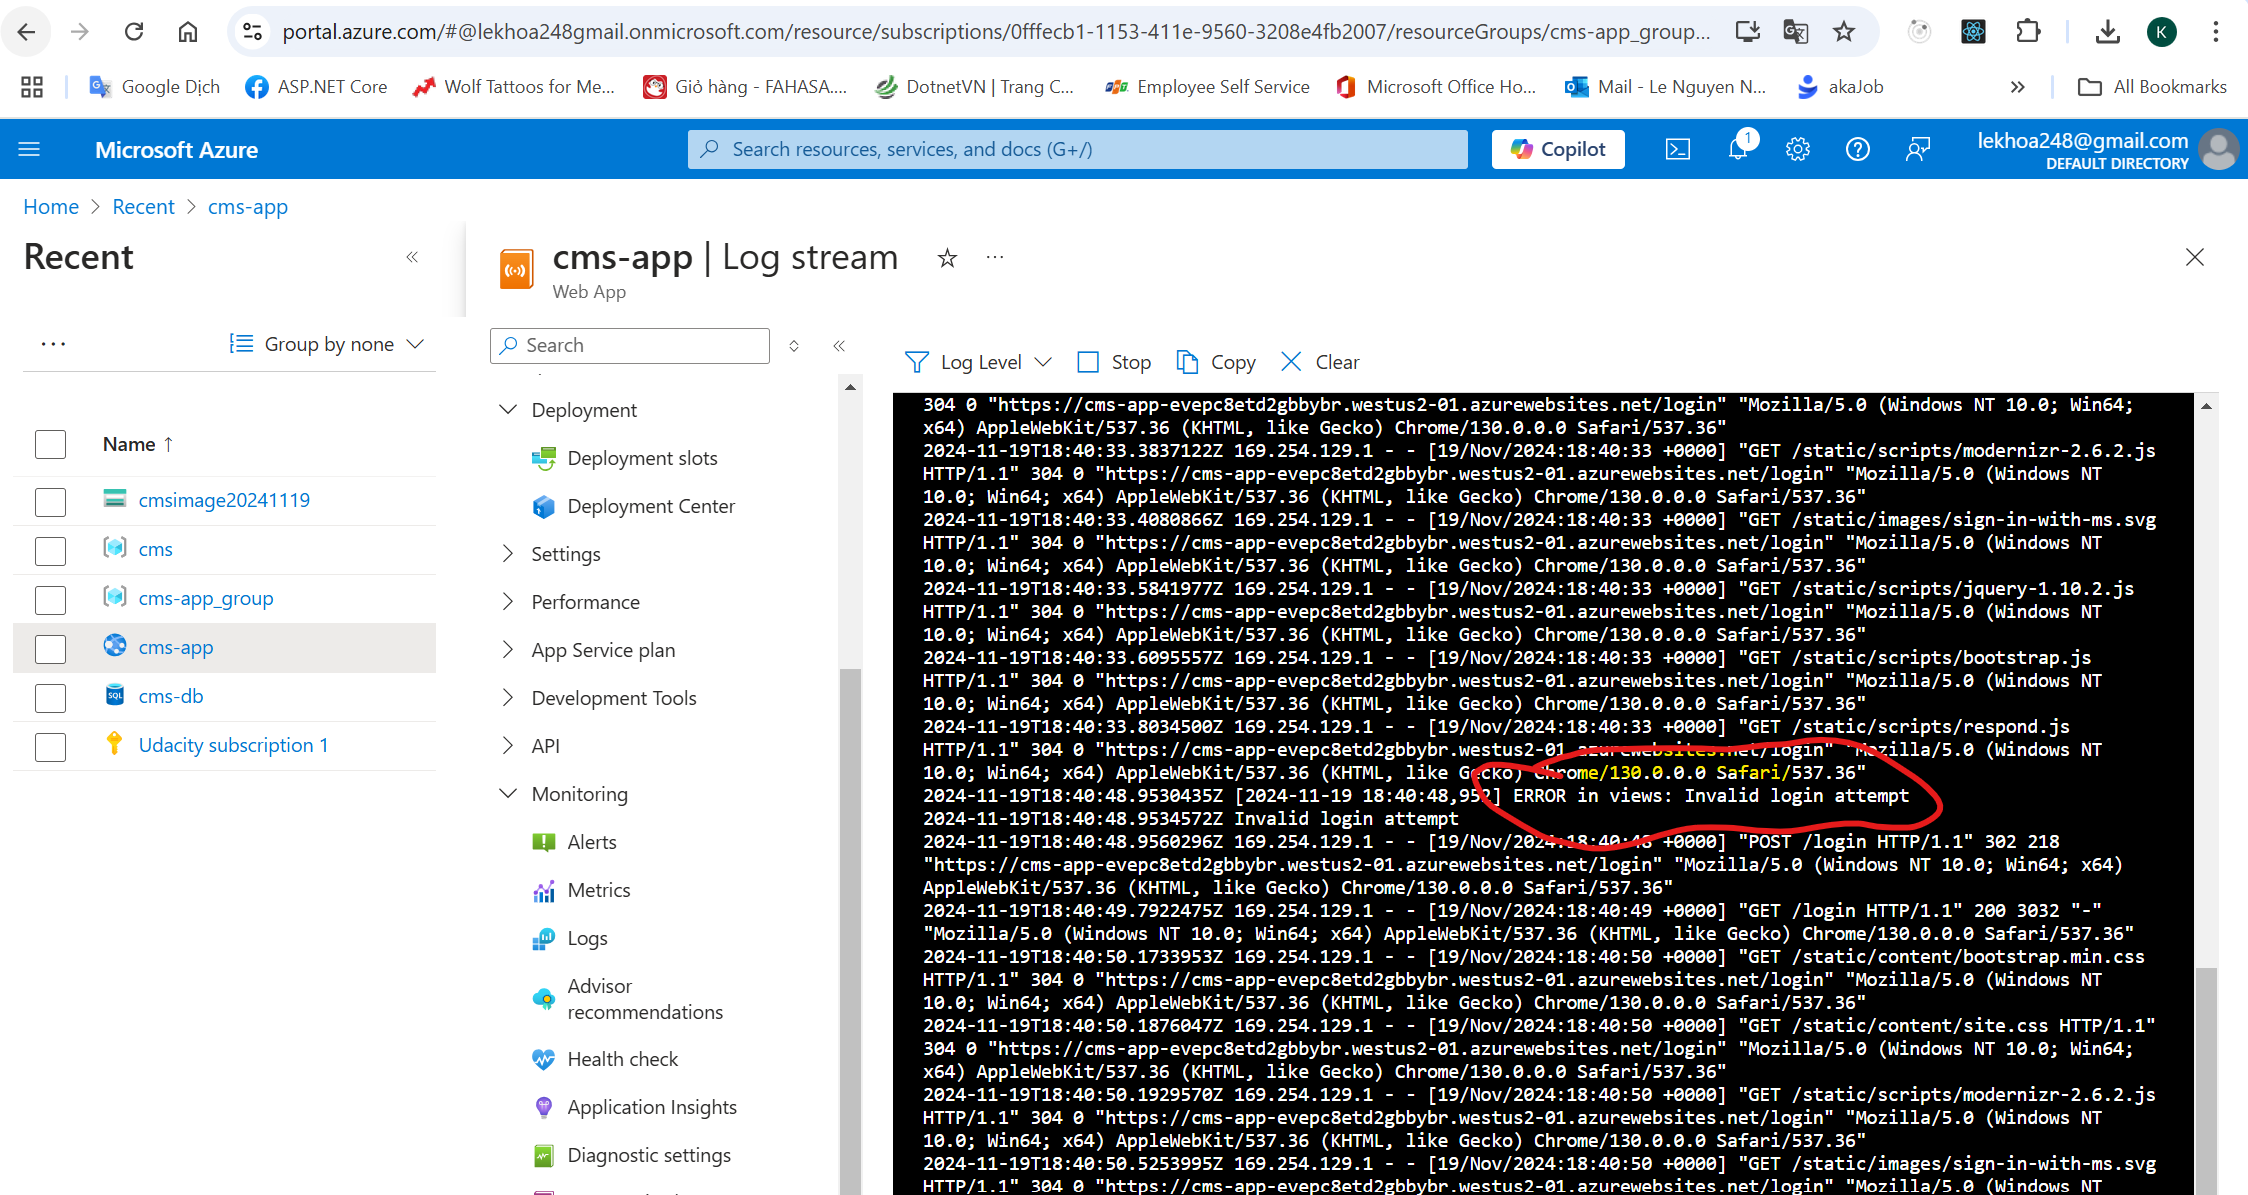 portal.azure.com/#@lekhoa248gmail.onmicrosoft.com/resource/subscriptions/0fffecb1-1153-411e-9560-3208e4fb2007/resourceGroups/cms-app_group...
K
Google Dịch
ASP.NET Core
Wolf Tattoos for Me...
Giỏ hàng - FAHASA....
DotnetVN | Trang C...
Employee Self Service
Microsoft Office Ho...
Mail - Le Nguyen N...
akaJob
All Bookmarks
Microsoft Azure
Search resources, services, and docs (G+/)
Copilot
1
lekhoa248@gmail.com
DEFAULT DIRECTORY
Home > Recent > cms-app
Recent
Group by none
Name ↑
cmsimage20241119
cms
cms-app_group
cms-app
cms-db
Udacity subscription 1
cms-app | Log stream
Web App
Search
Deployment
Deployment slots
Deployment Center
Settings
Performance
App Service plan
Development Tools
API
Monitoring
Alerts
Metrics
Logs
Advisor
recommendations
Health check
Application Insights
Diagnostic settings
Log Level
Stop
Copy
Clear
304 0 "https://cms-app-evepc8etd2gbbybr.westus2-01.azurewebsites.net/login" "Mozilla/5.0 (Windows NT 10.0; Win64;
x64) AppleWebKit/537.36 (KHTML, like Gecko) Chrome/130.0.0.0 Safari/537.36"
2024-11-19T18:40:33.3837122Z 169.254.129.1 - - [19/Nov/2024:18:40:33 +0000] "GET /static/scripts/modernizr-2.6.2.js
HTTP/1.1" 304 0 "https://cms-app-evepc8etd2gbbybr.westus2-01.azurewebsites.net/login" "Mozilla/5.0 (Windows NT
10.0; Win64; x64) AppleWebKit/537.36 (KHTML, like Gecko) Chrome/130.0.0.0 Safari/537.36"
2024-11-19T18:40:33.4080866Z 169.254.129.1 - - [19/Nov/2024:18:40:33 +0000] "GET /static/images/sign-in-with-ms.svg
HTTP/1.1" 304 0 "https://cms-app-evepc8etd2gbbybr.westus2-01.azurewebsites.net/login" "Mozilla/5.0 (Windows NT
10.0; Win64; x64) AppleWebKit/537.36 (KHTML, like Gecko) Chrome/130.0.0.0 Safari/537.36"
2024-11-19T18:40:33.5841977Z 169.254.129.1 - - [19/Nov/2024:18:40:33 +0000] "GET /static/scripts/jquery-1.10.2.js
HTTP/1.1" 304 0 "https://cms-app-evepc8etd2gbbybr.westus2-01.azurewebsites.net/login" "Mozilla/5.0 (Windows NT
10.0; Win64; x64) AppleWebKit/537.36 (KHTML, like Gecko) Chrome/130.0.0.0 Safari/537.36"
2024-11-19T18:40:33.6095557Z 169.254.129.1 - - [19/Nov/2024:18:40:33 +0000] "GET /static/scripts/bootstrap.js
HTTP/1.1" 304 0 "https://cms-app-evepc8etd2gbbybr.westus2-01.azurewebsites.net/login" "Mozilla/5.0 (Windows NT
10.0; Win64; x64) AppleWebKit/537.36 (KHTML, like Gecko) Chrome/130.0.0.0 Safari/537.36"
2024-11-19T18:40:33.8034500Z 169.254.129.1 - - [19/Nov/2024:18:40:33 +0000] "GET /static/scripts/respond.js
HTTP/1.1" 304 0 "https://cms-app-evepc8etd2gbbybr.westus2-01.azurewebsites.net/login" "Mozilla/5.0 (Windows NT
10.0; Win64; x64) AppleWebKit/537.36 (KHTML, like Gecko) Chrome/130.0.0.0 Safari/537.36"
2024-11-19T18:40:48.9530435Z [2024-11-19 18:40:48,952] ERROR in views: Invalid login attempt
2024-11-19T18:40:48.9534572Z Invalid login attempt
2024-11-19T18:40:48.9560296Z 169.254.129.1 - - [19/Nov/2024:18:40:48 +0000] "POST /login HTTP/1.1" 302 218
"https://cms-app-evepc8etd2gbbybr.westus2-01.azurewebsites.net/login" "Mozilla/5.0 (Windows NT 10.0; Win64; x64)
AppleWebKit/537.36 (KHTML, like Gecko) Chrome/130.0.0.0 Safari/537.36"
2024-11-19T18:40:49.7922475Z 169.254.129.1 - - [19/Nov/2024:18:40:49 +0000] "GET /login HTTP/1.1" 200 3032 "-"
"Mozilla/5.0 (Windows NT 10.0; Win64; x64) AppleWebKit/537.36 (KHTML, like Gecko) Chrome/130.0.0.0 Safari/537.36"
2024-11-19T18:40:50.1733953Z 169.254.129.1 - - [19/Nov/2024:18:40:50 +0000] "GET /static/content/bootstrap.min.css
HTTP/1.1" 304 0 "https://cms-app-evepc8etd2gbbybr.westus2-01.azurewebsites.net/login" "Mozilla/5.0 (Windows NT
10.0; Win64; x64) AppleWebKit/537.36 (KHTML, like Gecko) Chrome/130.0.0.0 Safari/537.36"
2024-11-19T18:40:50.1876047Z 169.254.129.1 - - [19/Nov/2024:18:40:50 +0000] "GET /static/content/site.css HTTP/1.1"
304 0 "https://cms-app-evepc8etd2gbbybr.westus2-01.azurewebsites.net/login" "Mozilla/5.0 (Windows NT 10.0; Win64;
x64) AppleWebKit/537.36 (KHTML, like Gecko) Chrome/130.0.0.0 Safari/537.36"
2024-11-19T18:40:50.1929570Z 169.254.129.1 - - [19/Nov/2024:18:40:50 +0000] "GET /static/scripts/modernizr-2.6.2.js
HTTP/1.1" 304 0 "https://cms-app-evepc8etd2gbbybr.westus2-01.azurewebsites.net/login" "Mozilla/5.0 (Windows NT
10.0; Win64; x64) AppleWebKit/537.36 (KHTML, like Gecko) Chrome/130.0.0.0 Safari/537.36"
2024-11-19T18:40:50.5253995Z 169.254.129.1 - - [19/Nov/2024:18:40:50 +0000] "GET /static/images/sign-in-with-ms.svg
HTTP/1.1" 304 0 "https://cms-app-evepc8etd2gbbybr.westus2-01.azurewebsites.net/login" "Mozilla/5.0 (Windows NT